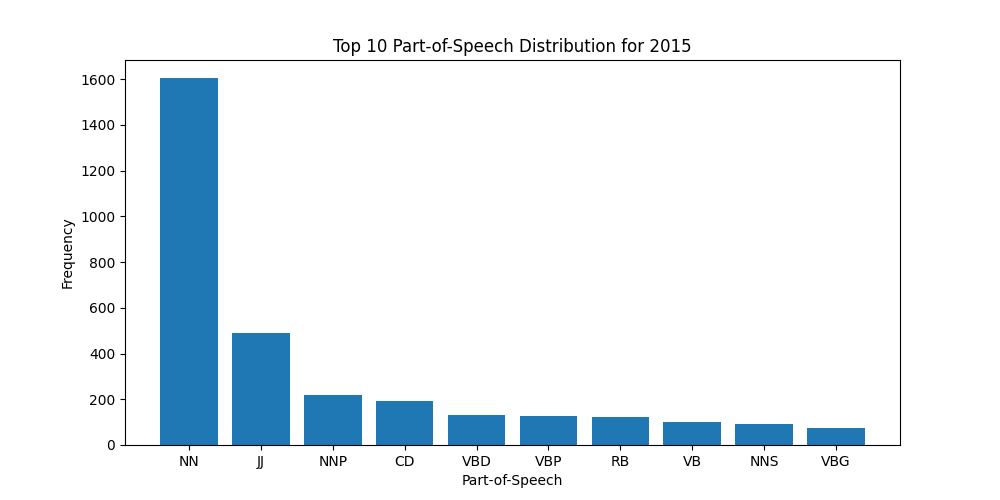 Top 10 Part-of-Speech Distribution for 2015
1600
1400
1200
1000
800
600
400
200
0
Frequency
NN JJ NNP CD VBD VBP RB VB NNS VBG
Part-of-Speech